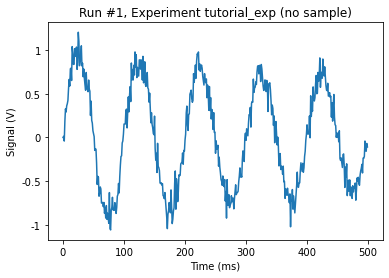 Run #1, Experiment tutorial_exp (no sample)
Signal (V)
1
0.5
0
-0.5
-1
0 100 200 300 400 500
Time (ms)